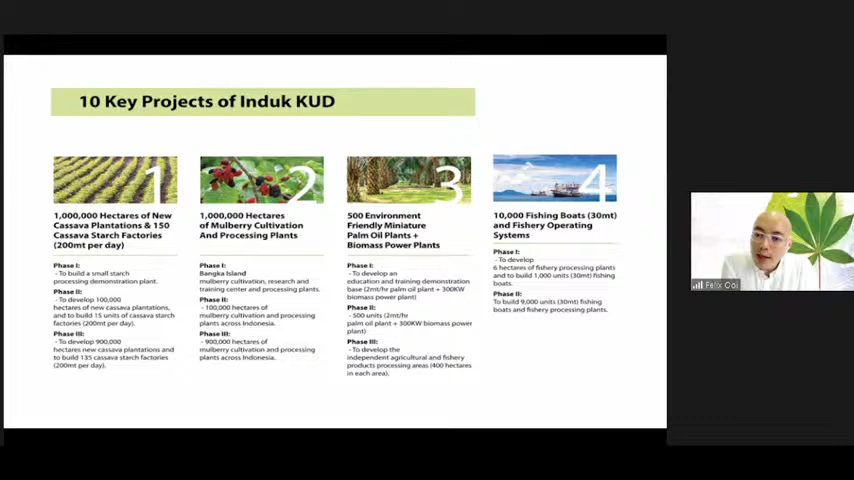 10 Key Projects of Induk KUD
1
1,000,000 Hectares of New
Cassava Plantations & 150
Cassava Starch Factories
(200mt per day)
Phase I:
- To build a small starch
processing demonstration plant.
Phase II:
- To develop 100,000
hectares of new cassava plantations,
and to build 15 units of cassava starch
factories (200mt per day).
Phase III:
- To develop 900,000
hectares new cassava plantations and
to build 135 cassava starch factories
(200mt per day).
2
1,000,000 Hectares
of Mulberry Cultivation
And Processing Plants
Phase I:
Bangka Island
mulberry cultivation, research and
training center and processing plants.
Phase II:
- 100,000 hectares of
mulberry cultivation and processing
plants across Indonesia.
Phase III:
- 900,000 hectares of
mulberry cultivation and processing
plants across Indonesia.
3
500 Environment
Friendly Miniature
Palm Oil Plants +
Biomass Power Plants
Phase I:
- To develop an
education and training demonstration
base (2mt/hr palm oil plant + 300KW
biomass power plant)
Phase II:
- 500 units (2mt/hr
palm oil plant + 300KW biomass power
plant)
Phase III:
- To develop the
independent agricultural and fishery
products processing areas (400 hectares
in each area).
4
10,000 Fishing Boats (30mt)
and Fishery Operating
Systems
Phase I:
- To develop
6 hectares of fishery processing plants
and to build 1,000 units (30mt) fishing
boats.
Phase II:
To build 9,000 units (30mt) fishing
boats and fishery processing plants.
Felix Ooi